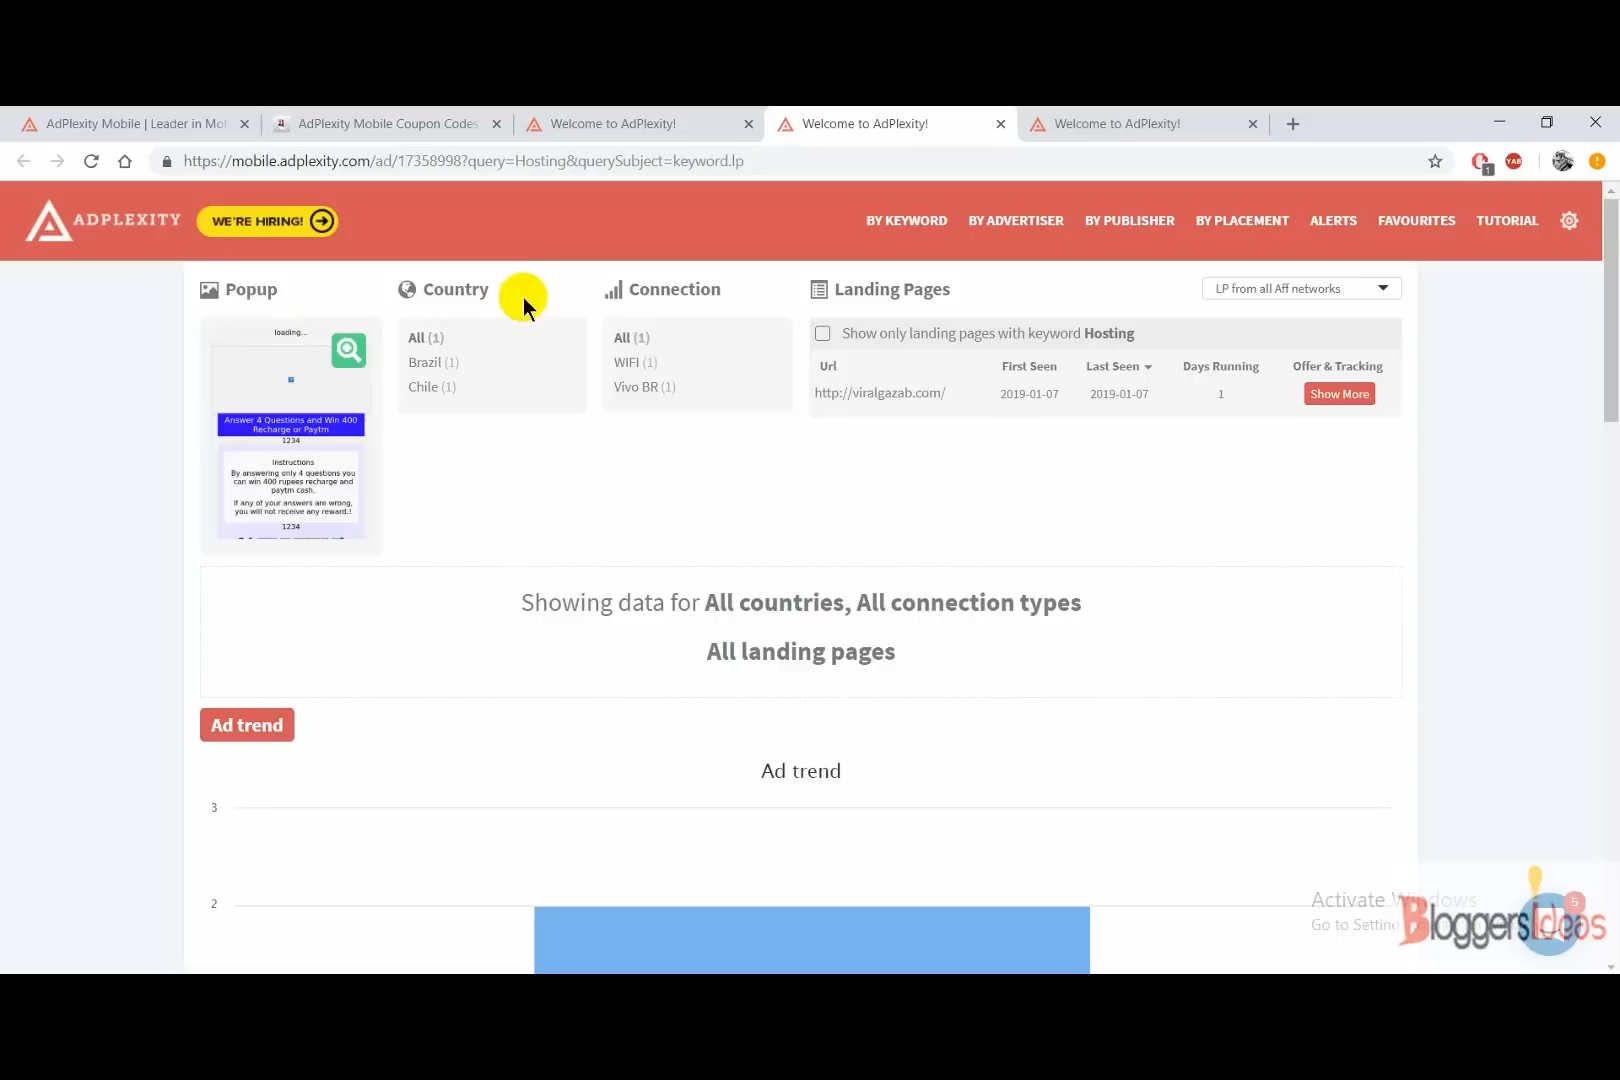 AdPlexity Mobile | Leader in Mot
AdPlexity Mobile Coupon Codes
Welcome to AdPlexity!
Welcome to AdPlexity!
Welcome to AdPlexity!
https://mobile.adplexity.com/ad/17358998?query=Hosting&querySubject=keyword.lp
1
YAB
ADPLEXITY
WE'RE HIRING!
BY KEYWORD
BY ADVERTISER
BY PUBLISHER
BY PLACEMENT
ALERTS
FAVOURITES
TUTORIAL
Popup
Country
Connection
Landing Pages
LP from all Aff networks
loading...
Answer 4 Questions and Win 400
Recharge or Paytm
1234
Instructions
By answering only 4 questions you
can win 400 rupees recharge and
paytm cash.
If any of your answers are wrong,
you will not receive any reward.!
1234
All (1)
Brazil (1)
Chile (1)
All (1)
WIFI (1)
Vivo BR (1)
Show only landing pages with keyword Hosting
Url First Seen Last Seen Days Running Offer & Tracking
http://viralgazab.com/ 2019-01-07 2019-01-07 1 Show More
Showing data for All countries, All connection types
All landing pages
Ad trend
Ad trend
3
2
Activate Windows
Go to Setting
BloggersIdeas
5